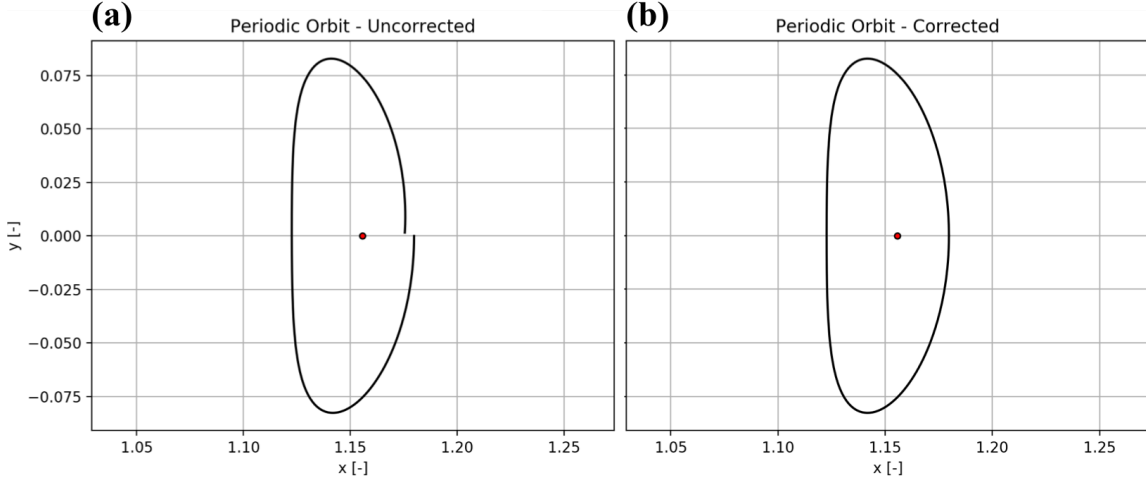 (a)
Periodic Orbit - Uncorrected
0.075
0.050
0.025
0.000
−0.025
−0.050
−0.075
y [-]
1.05 1.10 1.15 1.20 1.25
x [-]
(b)
Periodic Orbit - Corrected
1.05 1.10 1.15 1.20 1.25
x [-]